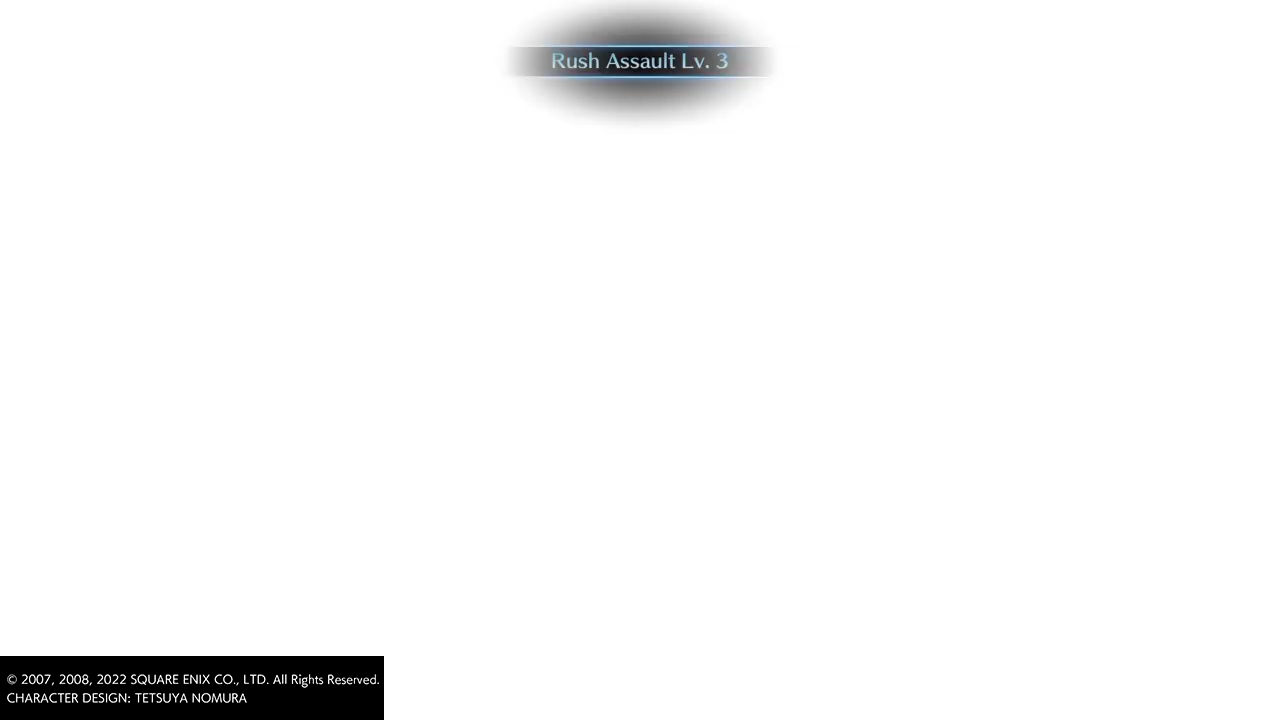 Rush Assault Lv. 3
© 2007, 2008, 2022 SQUARE ENIX CO., LTD. All Rights Reserved.
CHARACTER DESIGN: TETSUYA NOMURA